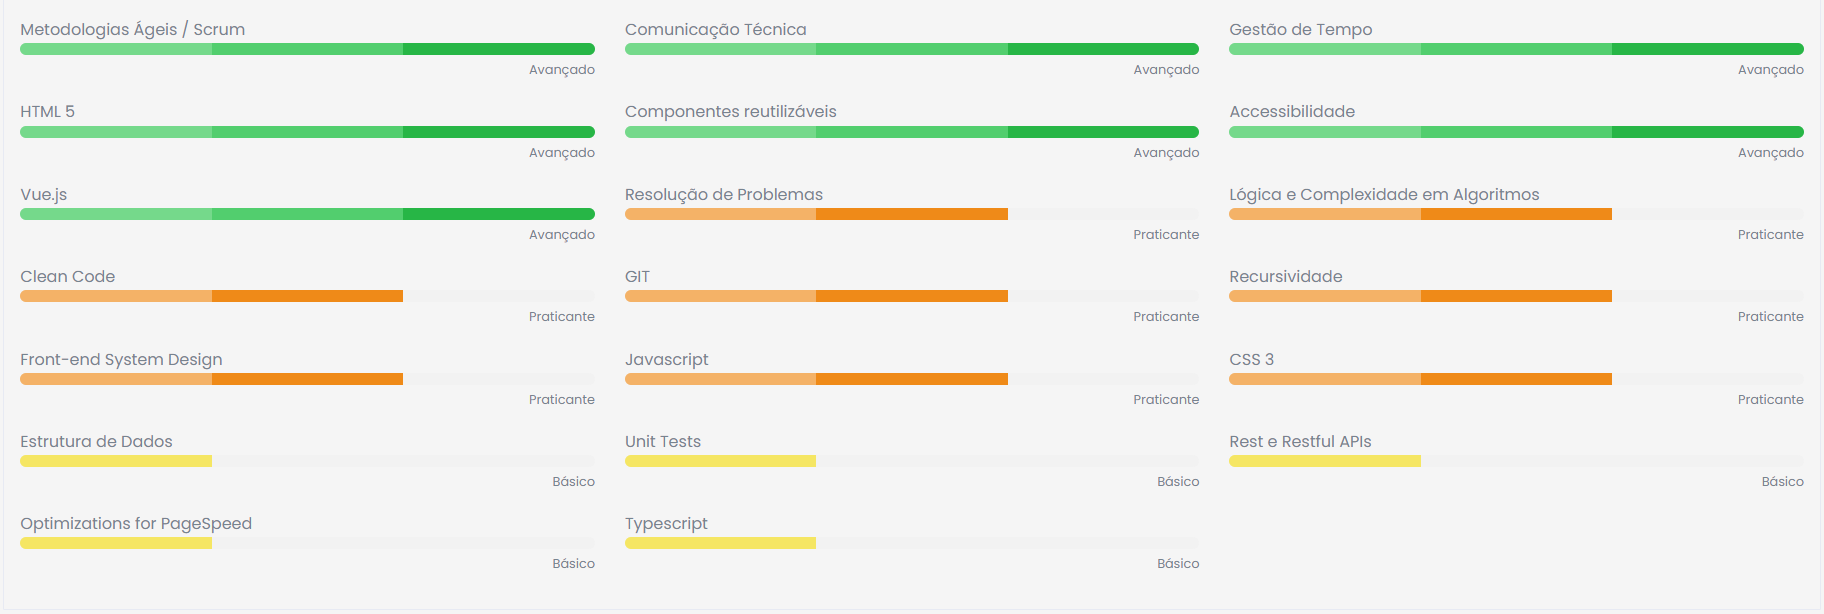 Metodologias Ágeis / Scrum
Avançado
Comunicação Técnica
Avançado
Gestão de Tempo
Avançado
HTML 5
Avançado
Componentes reutilizáveis
Avançado
Accessibilidade
Avançado
Vue.js
Avançado
Resolução de Problemas
Praticante
Lógica e Complexidade em Algoritmos
Praticante
Clean Code
Praticante
GIT
Praticante
Recursividade
Praticante
Front-end System Design
Praticante
Javascript
Praticante
CSS 3
Praticante
Estrutura de Dados
Básico
Unit Tests
Básico
Rest e Restful APIs
Básico
Optimizations for PageSpeed
Básico
Typescript
Básico